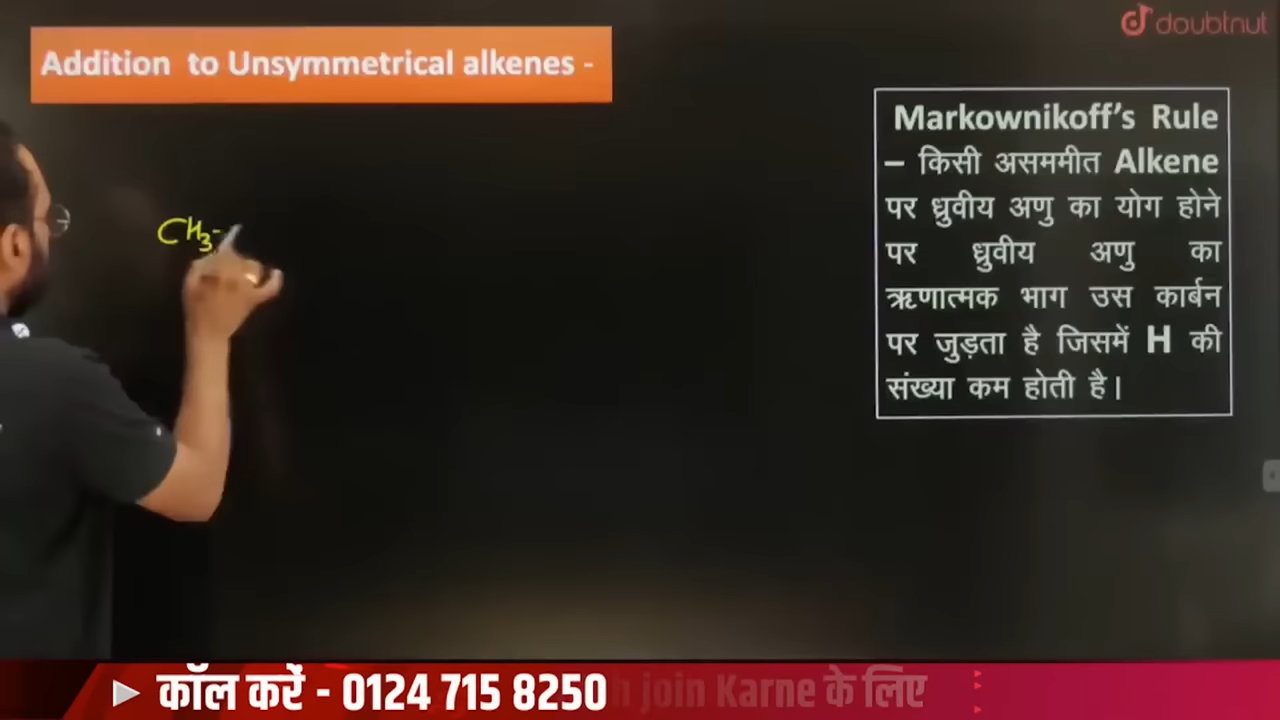 doubtnut
Addition to Unsymmetrical alkenes -
Markownikoff’s Rule
– किसी असममीत Alkene
पर ध्रुवीय अणु का योग होने
पर ध्रुवीय अणु का
ऋणात्मक भाग उस कार्बन
पर जुड़ता है जिसमें H की
संख्या कम होती है।
CH3-
कॉल करें - 0124 715 8250
join Karne के लिए